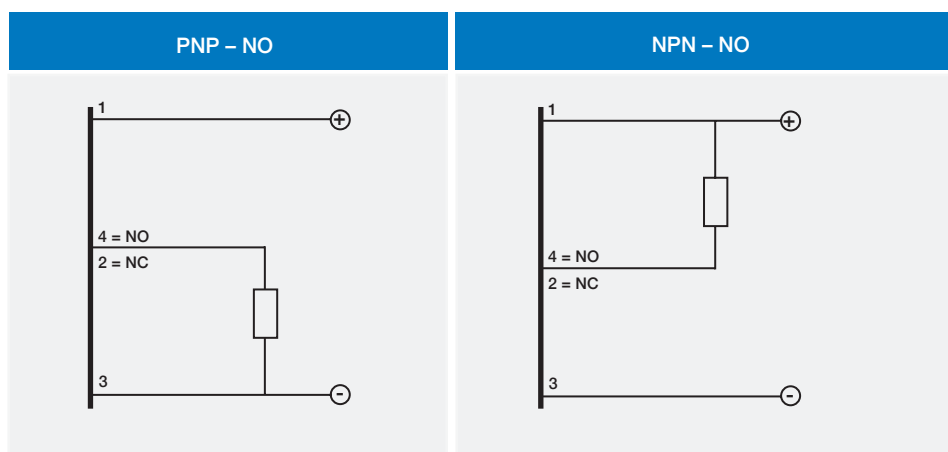 PNP – NO
1
+
4 = NO
2 = NC
3
-
NPN – NO
1
+
4 = NO
2 = NC
3
-